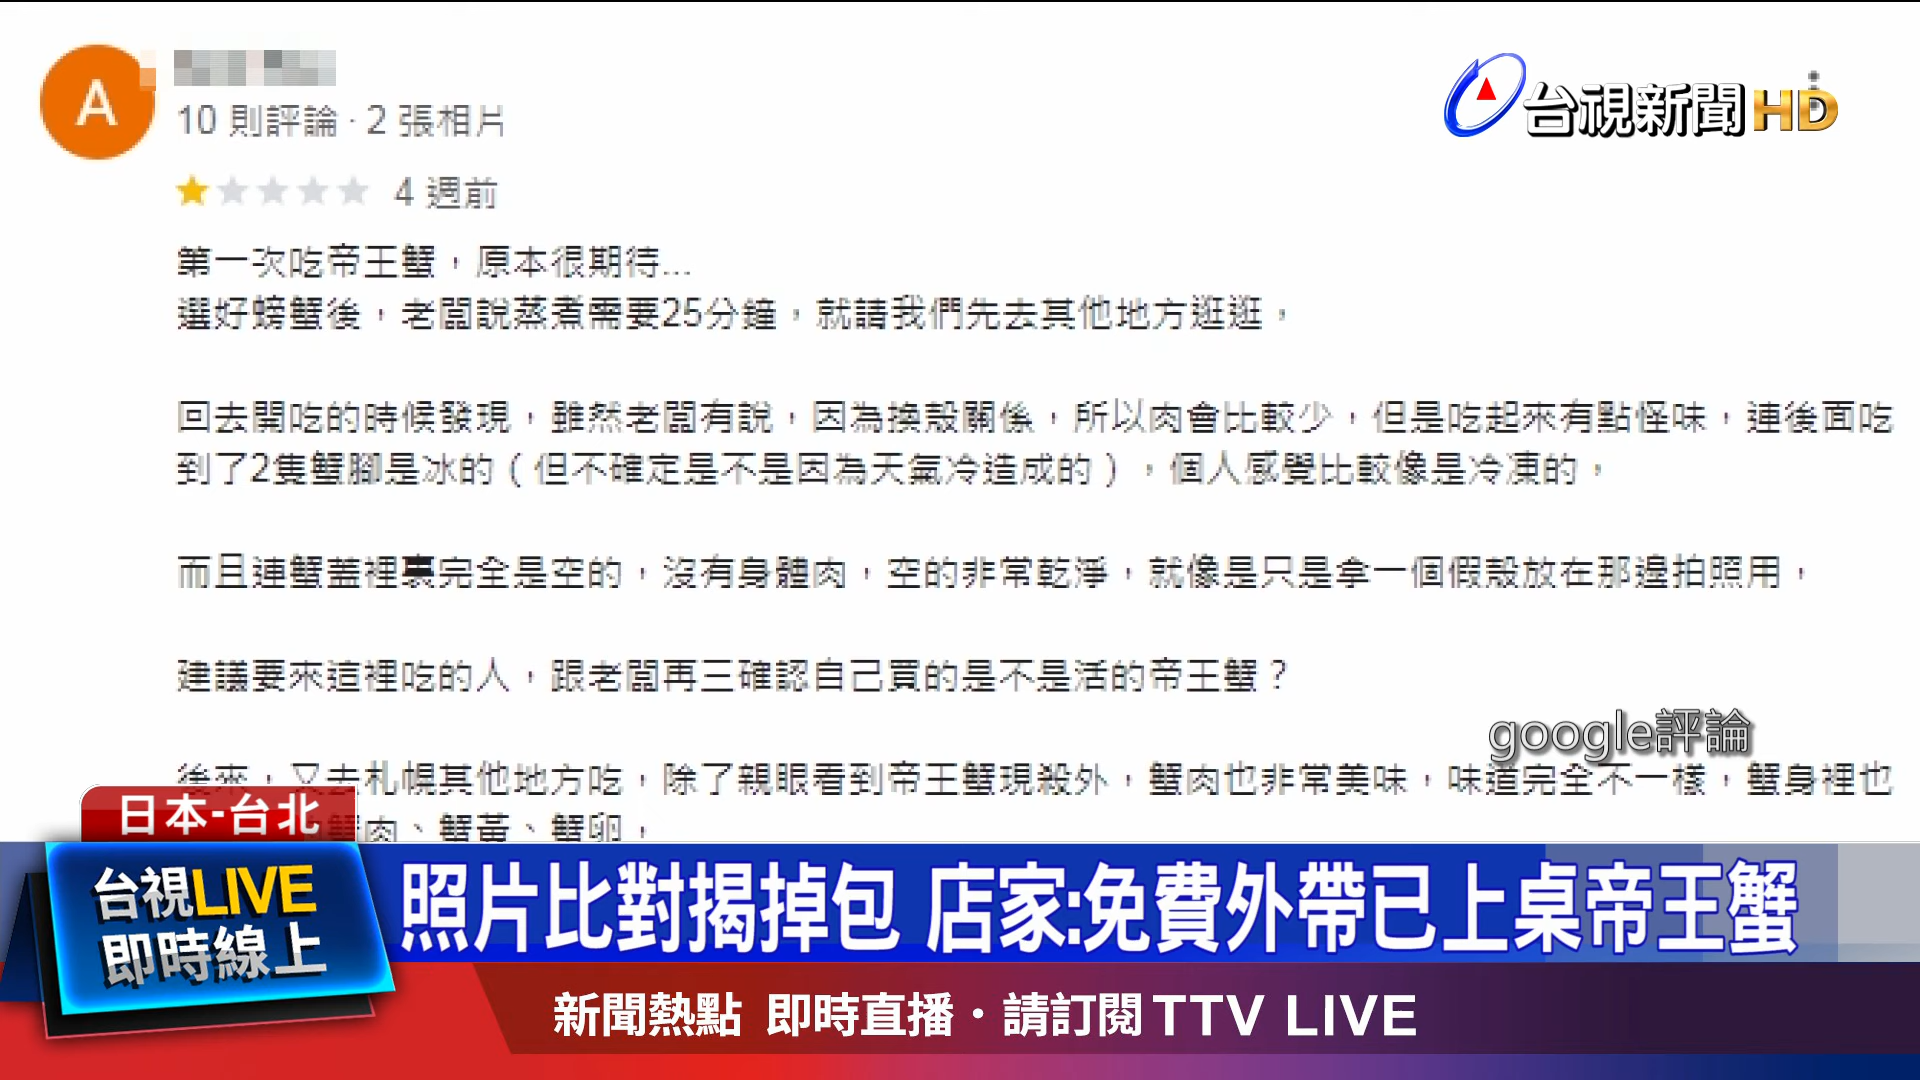 A
10 則評論 · 2 張相片
4 週前
台視新聞HD
第一次吃帝王蟹，原本很期待...
選好螃蟹後，老闆說蒸煮需要25分鐘，就請我們先去其他地方逛逛，
回去開吃的時候發現，雖然老闆有說，因為換殼關係，所以肉會比較少，但是吃起來有點怪味，連後面吃
到了2隻蟹腳是冰的（但不確定是不是因為天氣冷造成的），個人感覺比較像是冷凍的，
而且連蟹蓋裡裏完全是空的，沒有身體肉，空的非常乾淨，就像是只是拿一個假殼放在那邊拍照用，
建議要來這裡吃的人，跟老闆再三確認自己買的是不是活的帝王蟹？
google評論
後來，又去札幌其他地方吃，除了親眼看到帝王蟹現殺外，蟹肉也非常美味，味道完全不一樣，蟹身裡也
蟹肉、蟹黃、蟹卵，
日本-台北
台視LIVE
即時線上
照片比對揭掉包 店家:免費外帶已上桌帝王蟹
新聞熱點 即時直播·請訂閱TTV LIVE